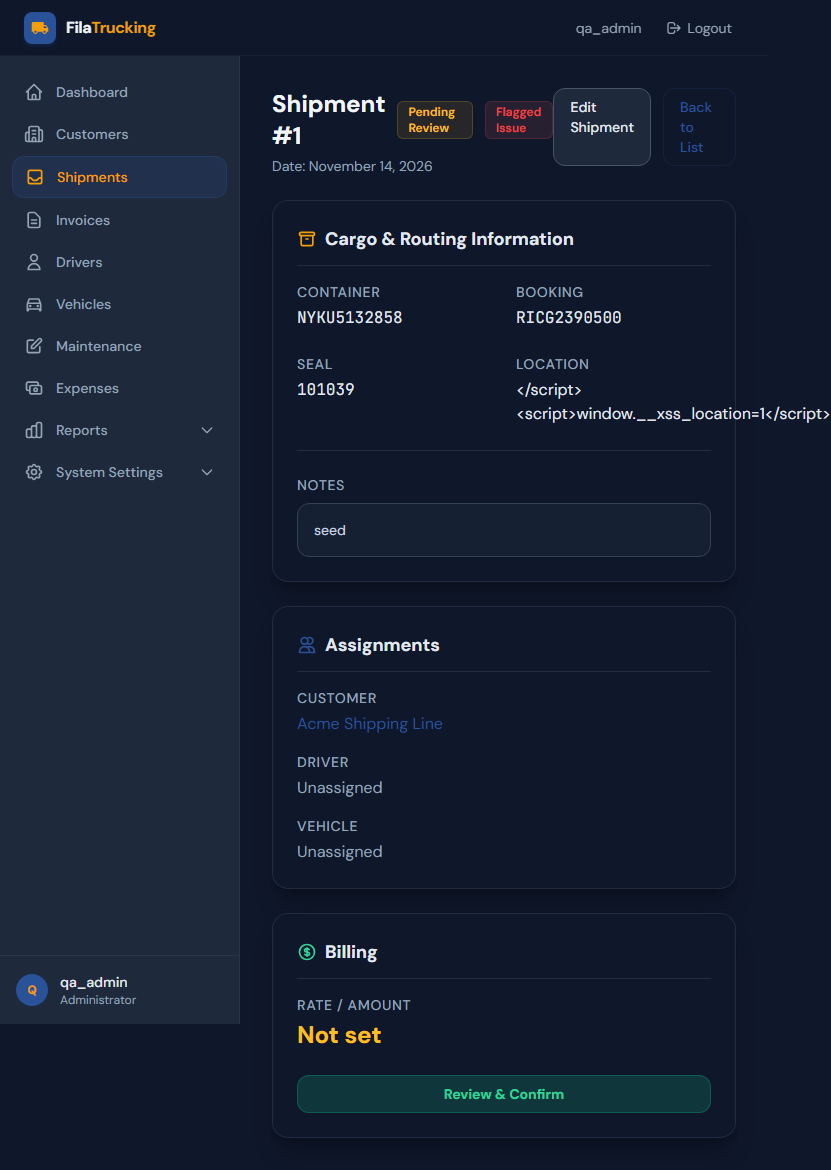 FilaTrucking
qa_admin
Logout
Dashboard
Customers
Shipments
Invoices
Drivers
Vehicles
Maintenance
Expenses
Reports
System Settings
Q
qa_admin
Administrator
Shipment
#1
Pending
Review
Flagged
Issue
Edit
Shipment
Back
to
List
Date: November 14, 2026
Cargo & Routing Information
CONTAINER
NYKU5132858
BOOKING
RICG2390500
SEAL
101039
LOCATION
</script>
<script>window.__xss_location=1</script>
NOTES
seed
Assignments
CUSTOMER
Acme Shipping Line
DRIVER
Unassigned
VEHICLE
Unassigned
Billing
RATE / AMOUNT
Not set
Review & Confirm